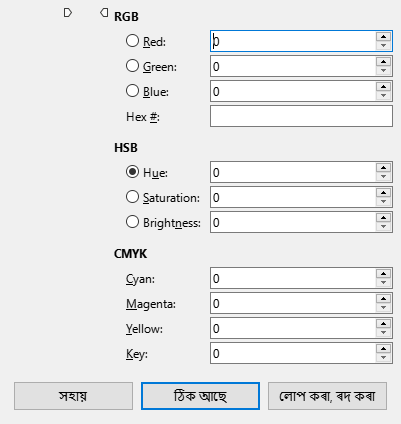 RGB
Red: 0
Green: 0
Blue: 0
Hex #:
HSB
Hue: 0
Saturation: 0
Brightness: 0
CMYK
Cyan: 0
Magenta: 0
Yellow: 0
Key: 0
সহায় ঠিক আছে লোপ কৰা, ৰদ কৰা